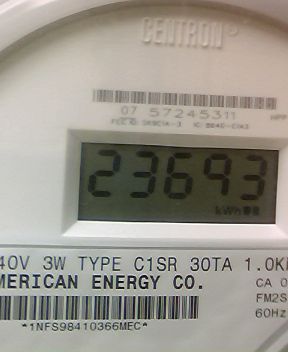 CENTRON®
07 57245311
23693
kWh
40V 3W TYPE C1SR 30TA 1.0K
MERICAN ENERGY CO.
CA 0
FM2S
60Hz
*1NFS98410366MEC*